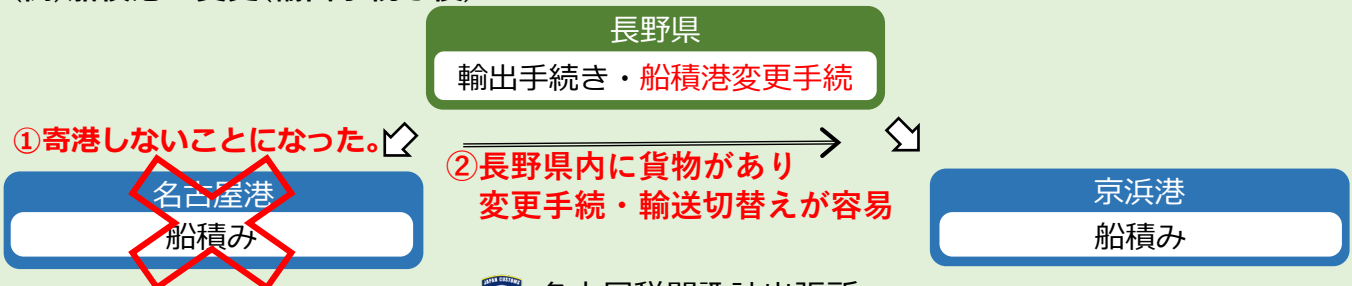 長野県
輸出手続き・船積港変更手続
①寄港しないことになった。
②長野県内に貨物があり
変更手続・輸送切替えが容易
名古屋港
船積み
京浜港
船積み
JAPAN CUSTOMS